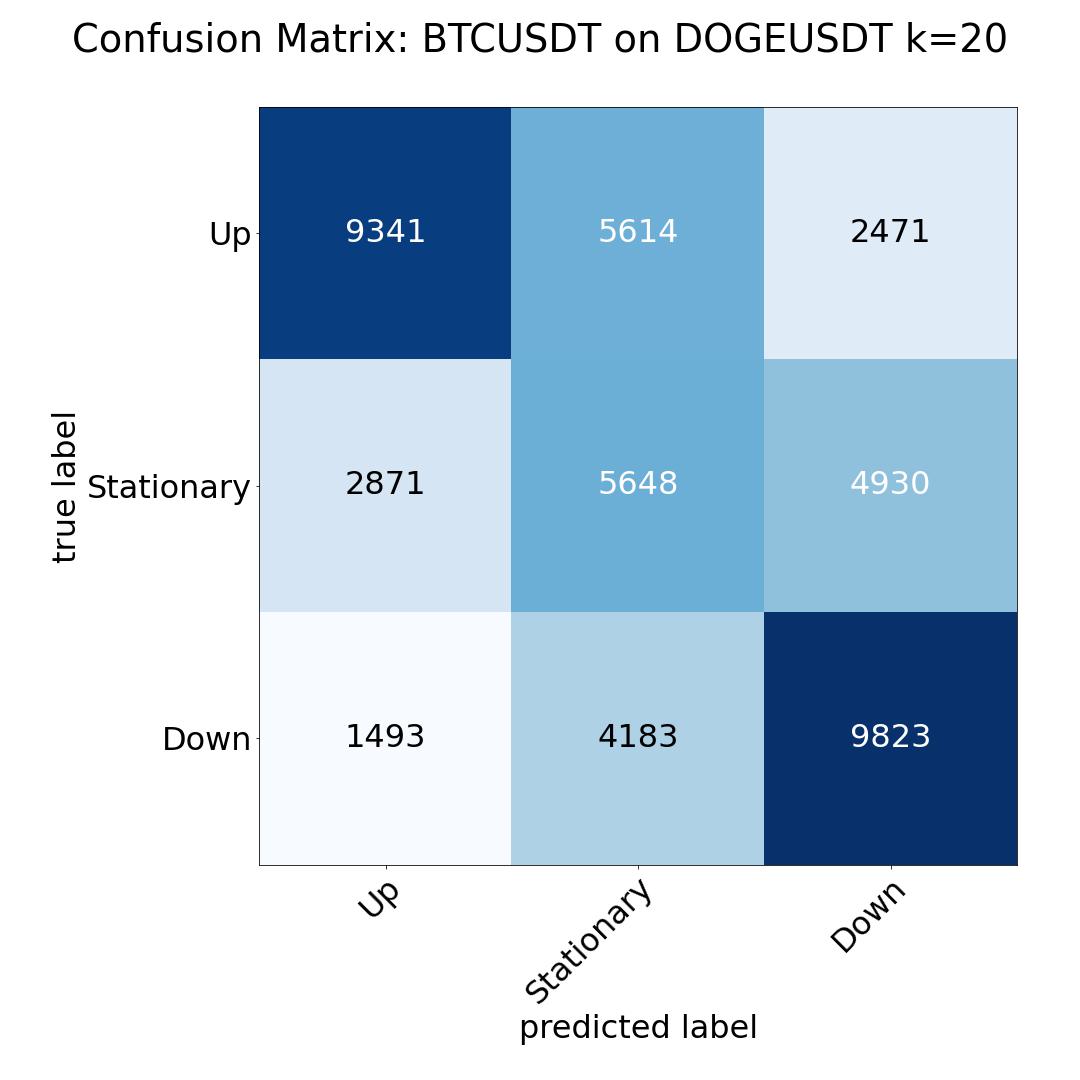 Confusion Matrix: BTCUSDT on DOGEUSDT k=20
Up
9341
5614
2471
true label
Stationary
2871
5648
4930
Down
1493
4183
9823
Up
Stationary
Down
predicted label